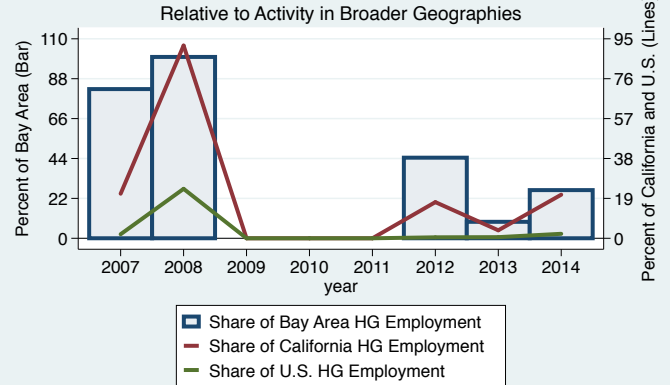 Relative to Activity in Broader Geographies
Percent of Bay Area (Bar)
110
88
66
44
22
0
95
76
57
38
19
0
Percent of California and U.S. (Lines
2007 2008 2009 2010 2011 2012 2013 2014
year
Share of Bay Area HG Employment
Share of California HG Employment
Share of U.S. HG Employment